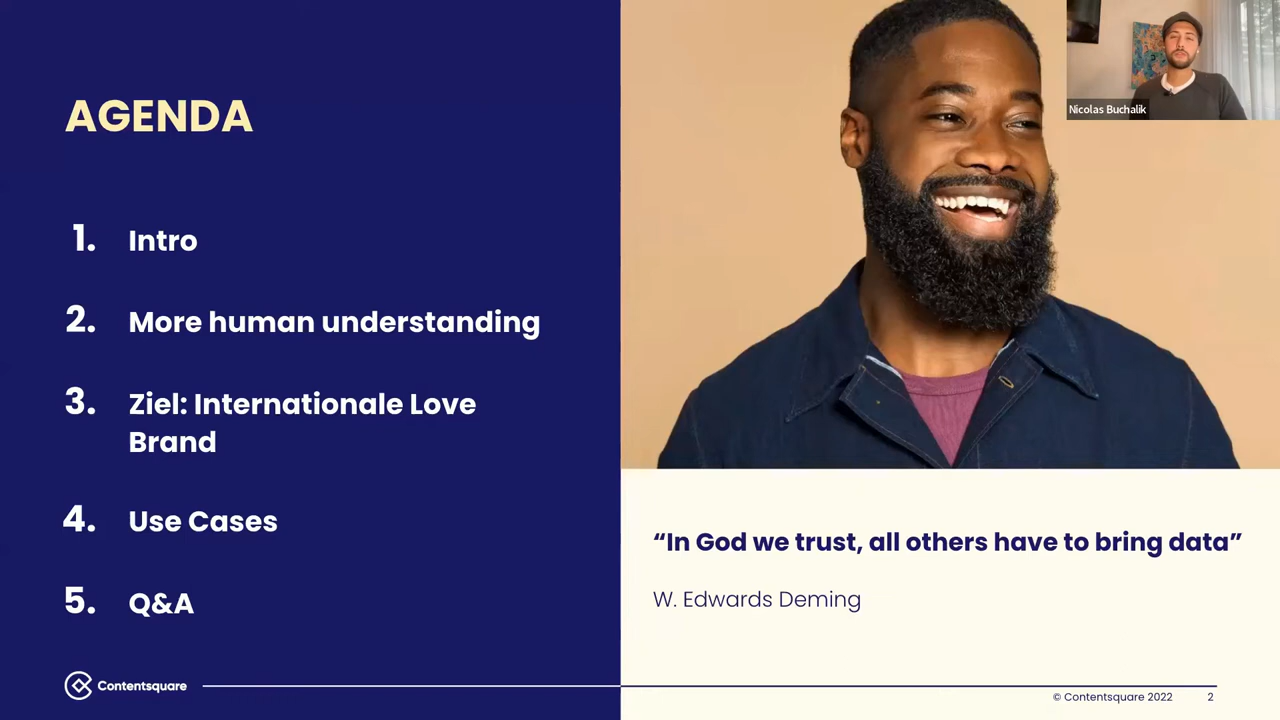 AGENDA
1. Intro
2. More human understanding
3. Ziel: Internationale Love
Brand
4. Use Cases
5. Q&A
Contentsquare
Nicolas Buchalik
“In God we trust, all others have to bring data”
W. Edwards Deming
© Contentsquare 2022 2